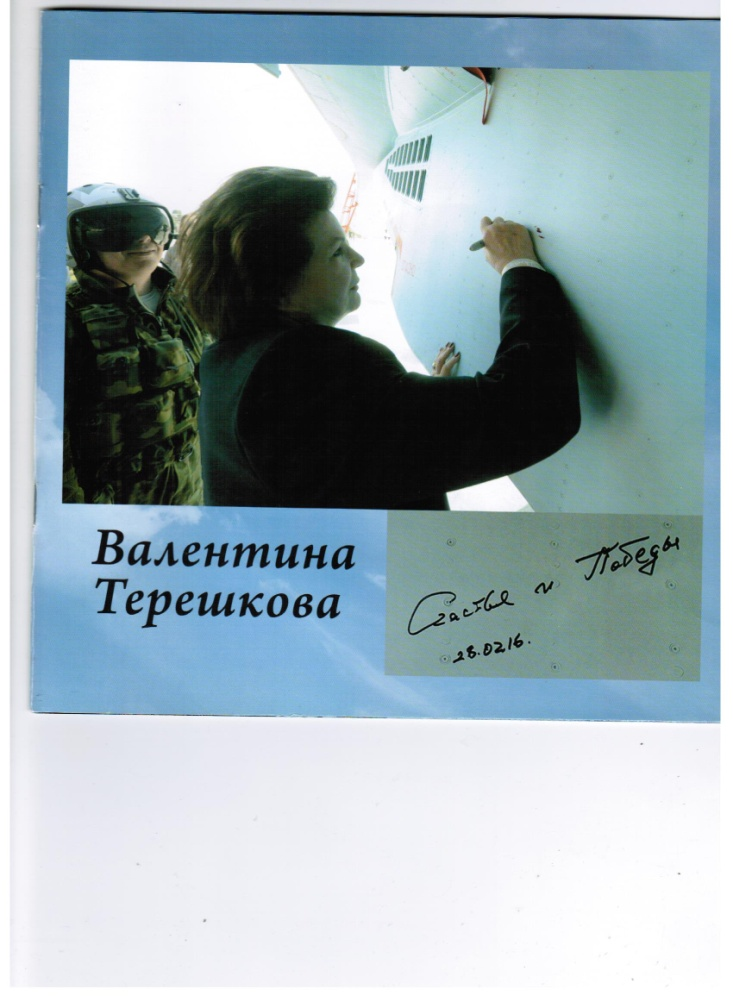 Валентина
Терешкова
Счастья и Победы
28.02.16.